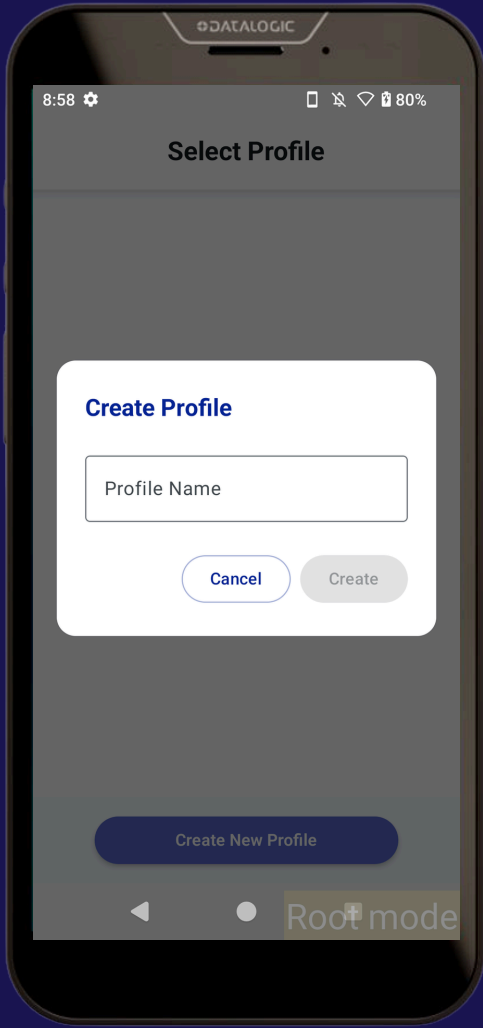 DATALOGIC
8:58
80%
Select Profile
Create Profile
Profile Name
Cancel
Create
Create New Profile
Root mode